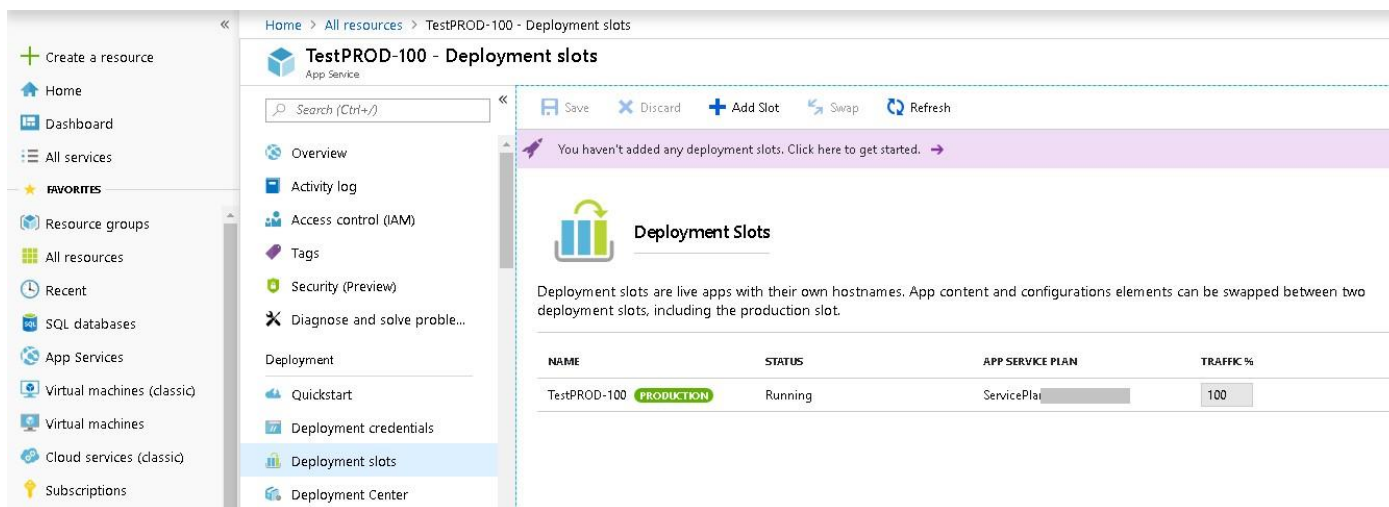 «
Create a resource
Home
Dashboard
All services
FAVORITES
Resource groups
All resources
Recent
SQL databases
App Services
Virtual machines (classic)
Virtual machines
Cloud services (classic)
Subscriptions
Home > All resources > TestPROD-100 - Deployment slots
TestPROD-100 - Deployment slots
App Service
Search (Ctrl+/)
«
Overview
Activity log
Access control (IAM)
Tags
Security (Preview)
Diagnose and solve proble...
Deployment
Quickstart
Deployment credentials
Deployment slots
Deployment Center
Save Discard Add Slot Swap Refresh
You haven't added any deployment slots. Click here to get started. →
Deployment Slots
Deployment slots are live apps with their own hostnames. App content and configurations elements can be swapped between two
deployment slots, including the production slot.
NAME STATUS APP SERVICE PLAN TRAFFIC %
TestPROD-100 PRODUCTION Running 100